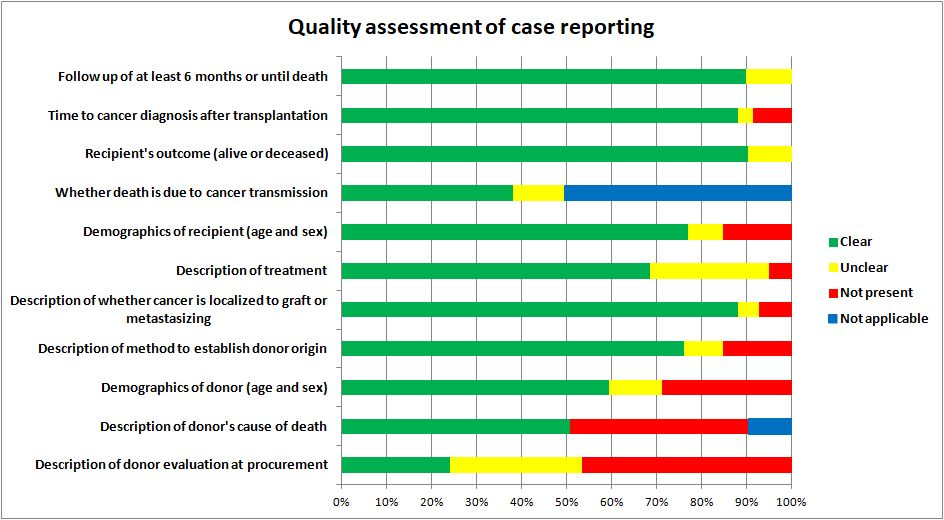 Quality assessment of case reporting
Follow up of at least 6 months or until death
Time to cancer diagnosis after transplantation
Recipient's outcome (alive or deceased)
Whether death is due to cancer transmission
Demographics of recipient (age and sex)
Description of treatment
Description of whether cancer is localized to graft or
metastasizing
Description of method to establish donor origin
Demographics of donor (age and sex)
Description of donor's cause of death
Description of donor evaluation at procurement
0% 10% 20% 30% 40% 50% 60% 70% 80% 90% 100%
Clear
Unclear
Not present
Not applicable